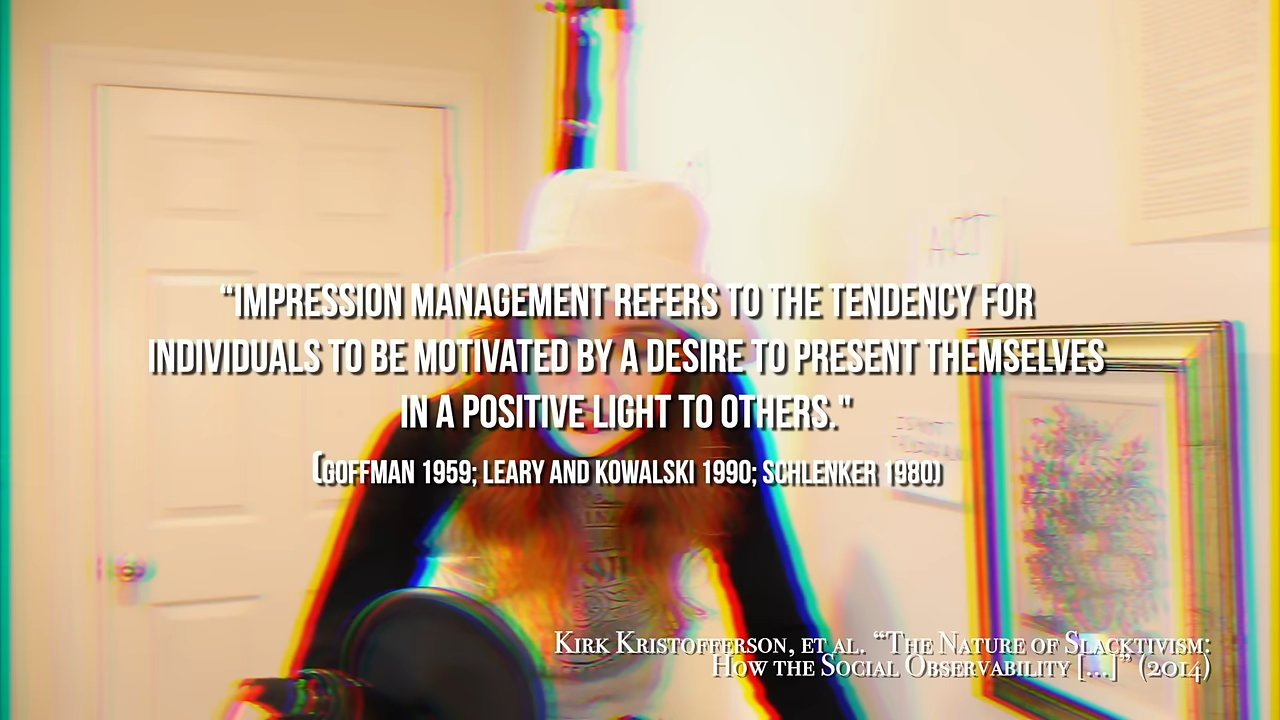 “IMPRESSION MANAGEMENT REFERS TO THE TENDENCY FOR
INDIVIDUALS TO BE MOTIVATED BY A DESIRE TO PRESENT THEMSELVES
IN A POSITIVE LIGHT TO OTHERS."
(GOFFMAN 1959; LEARY AND KOWALSKI 1990; SCHLENKER 1980)
ART
KIRK KRISTOFFERSON, ET AL. “THE NATURE OF SLACKTIVISM:
HOW THE SOCIAL OBSERVABILITY [...]” (2014)